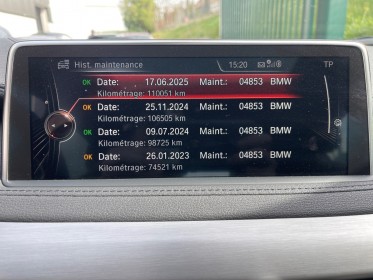 Hist. maintenance 15:20 TP
OK Date: 17.06.2025 Maint.: 04853 BMW
Kilométrage: 110051 km
OK Date: 25.11.2024 Maint.: 04853 BMW
Kilométrage: 106505 km
OK Date: 09.07.2024 Maint.: 04853 BMW
Kilométrage: 98725 km
OK Date: 26.01.2023 Maint.: 04853 BMW
Kilométrage: 74521 km